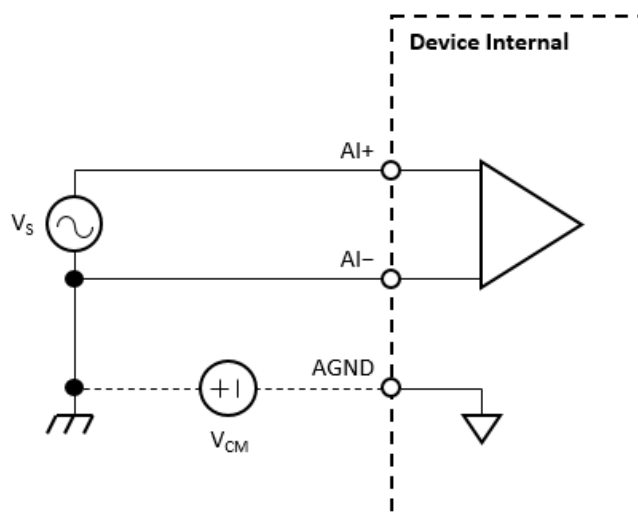 Device Internal
AI+
V_S
AI−
AGND
+ I
V_CM